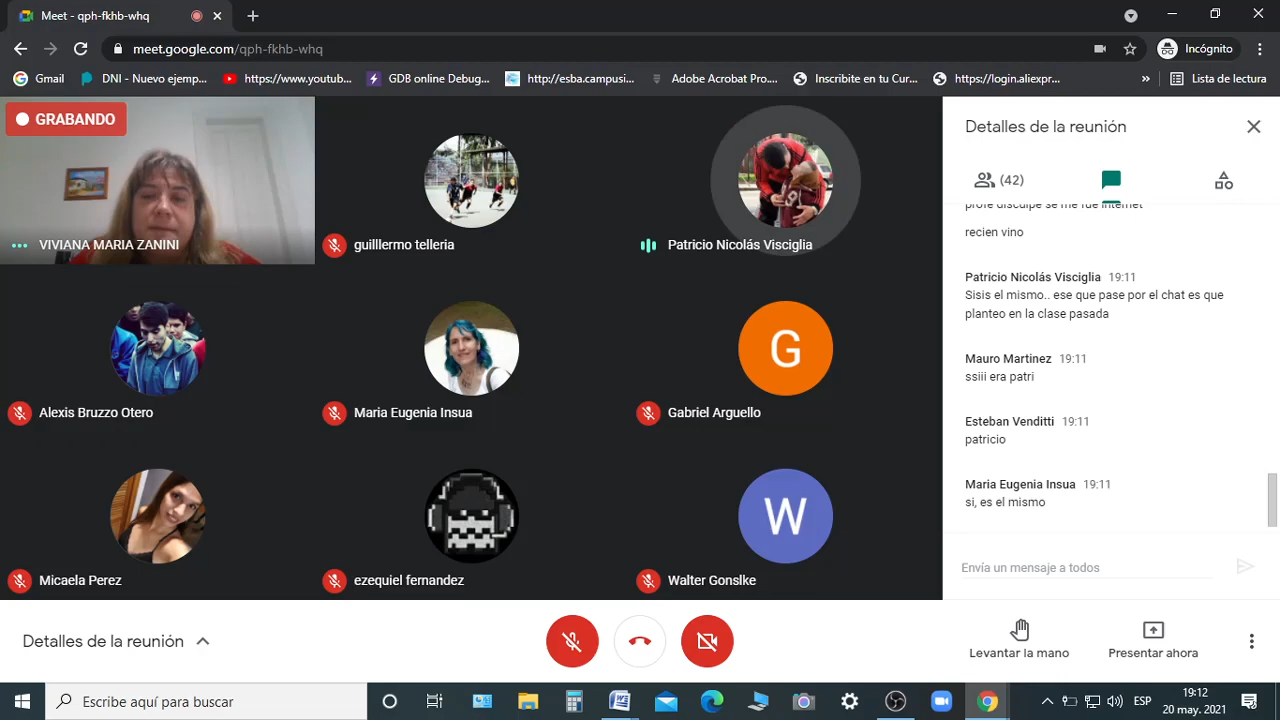 Meet - qph-fkhb-whq
meet.google.com/qph-fkhb-whq
Incógnito
Gmail
DNI - Nuevo ejemp...
https://www.youtub...
GDB online Debug...
http://esba.campusi...
Adobe Acrobat Pro....
Inscribite en tu Cur...
https://login.aliexpr...
»
Lista de lectura
GRABANDO
VIVIANA MARIA ZANINI
guilllermo telleria
Patricio Nicolás Visciglia
Alexis Bruzzo Otero
Maria Eugenia Insua
G
Gabriel Arguello
Micaela Perez
ezequiel fernandez
W
Walter Gonslke
Detalles de la reunión
(42)
profe disculpe se me fue internet
recien vino
Patricio Nicolás Visciglia 19:11
Sisis el mismo.. ese que pase por el chat es que
planteo en la clase pasada
Mauro Martinez 19:11
ssiii era patri
Esteban Venditti 19:11
patricio
Maria Eugenia Insua 19:11
si, es el mismo
Envía un mensaje a todos
Detalles de la reunión
Levantar la mano
Presentar ahora
Escribe aquí para buscar
ESP
19:12
20 may. 2021